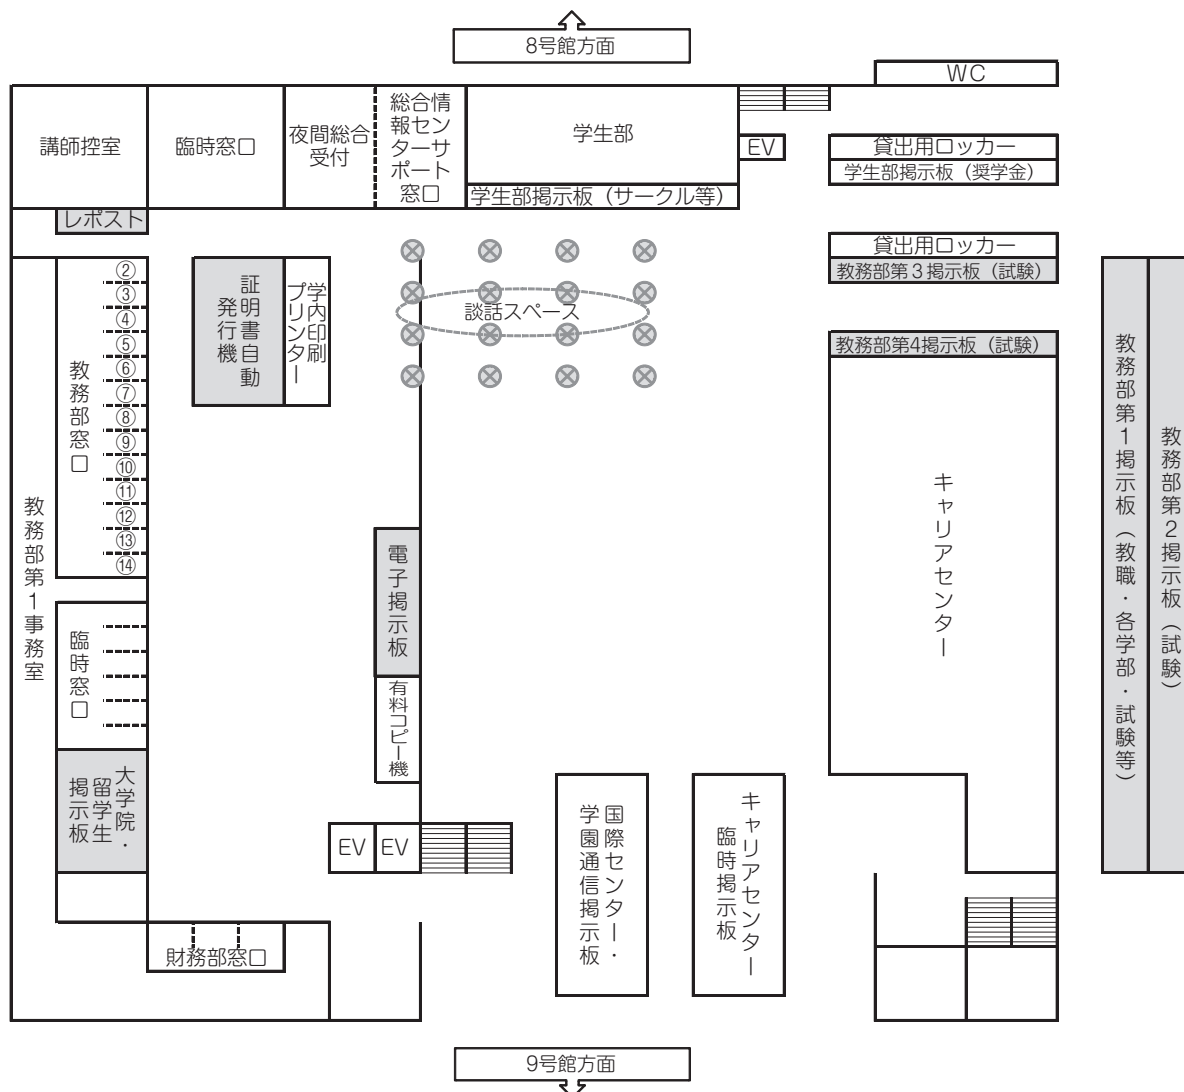 8号館方面
WC
講師控室
臨時窓口
夜間総合
受付
総合情
報セン
ターサ
ポート
窓口
学生部
学生部掲示板（サークル等）
EV
貸出用ロッカー
学生部掲示板（奨学金）
レポスト
貸出用ロッカー
教務部第３掲示板（試験）
教務部第4掲示板（試験）
談話スペース
証明書自動
発行機
学内印刷
プリンター
②
③
④
⑤
⑥
⑦
⑧
⑨
⑩
⑪
⑫
⑬
⑭
教務部窓口
教務部第１事務室
臨時窓口
大学院・
留学生
掲示板
電子掲示板
有料コピー機
EV
EV
財務部窓口
キャリアセンター
教務部第１掲示板（教職・各学部・試験等）
教務部第２掲示板（試験）
国際センター・
学園通信掲示板
キャリアセンター
臨時掲示板
9号館方面